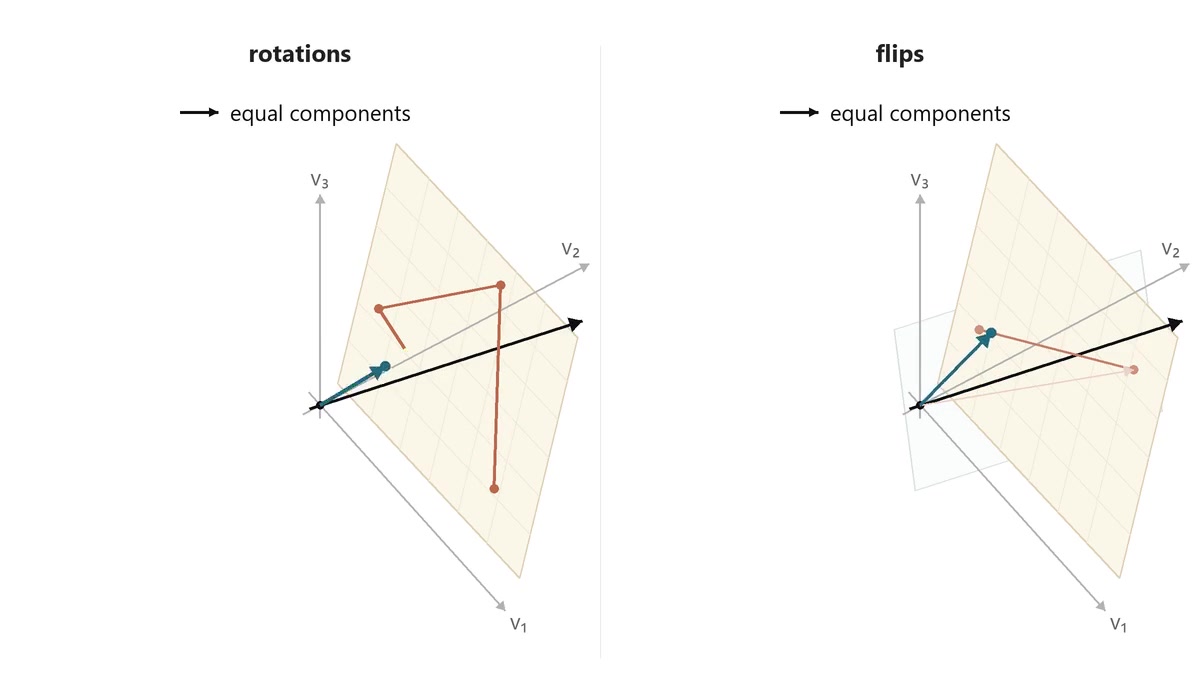 rotations
equal components
V₃
V₂
V₁
flips
equal components
V₃
V₂
V₁